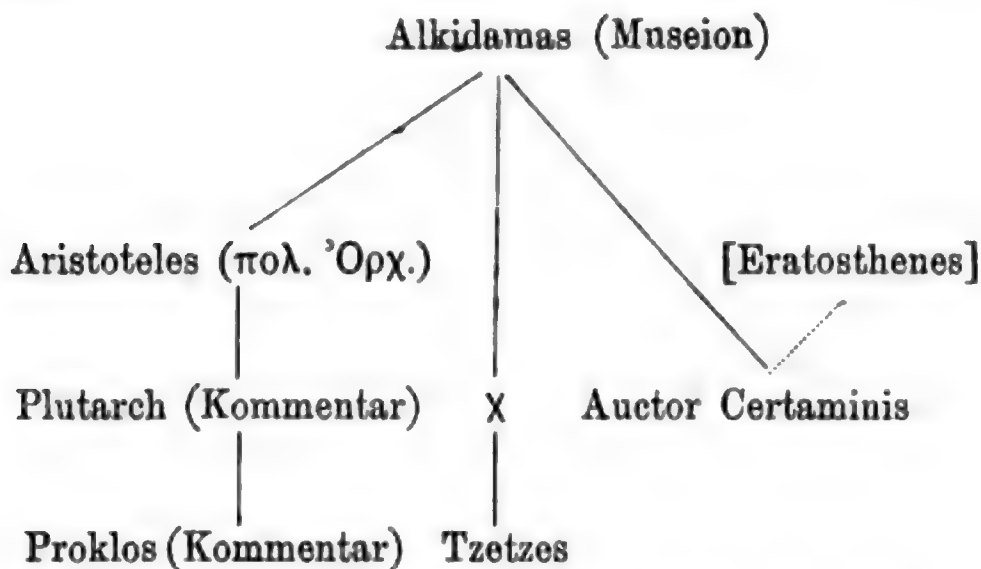 Alkidamas (Museion)
Aristoteles (πολ. Ὀρχ.) [Eratosthenes]
Plutarch (Kommentar) X Auctor Certaminis
Proklos (Kommentar) Tzetzes